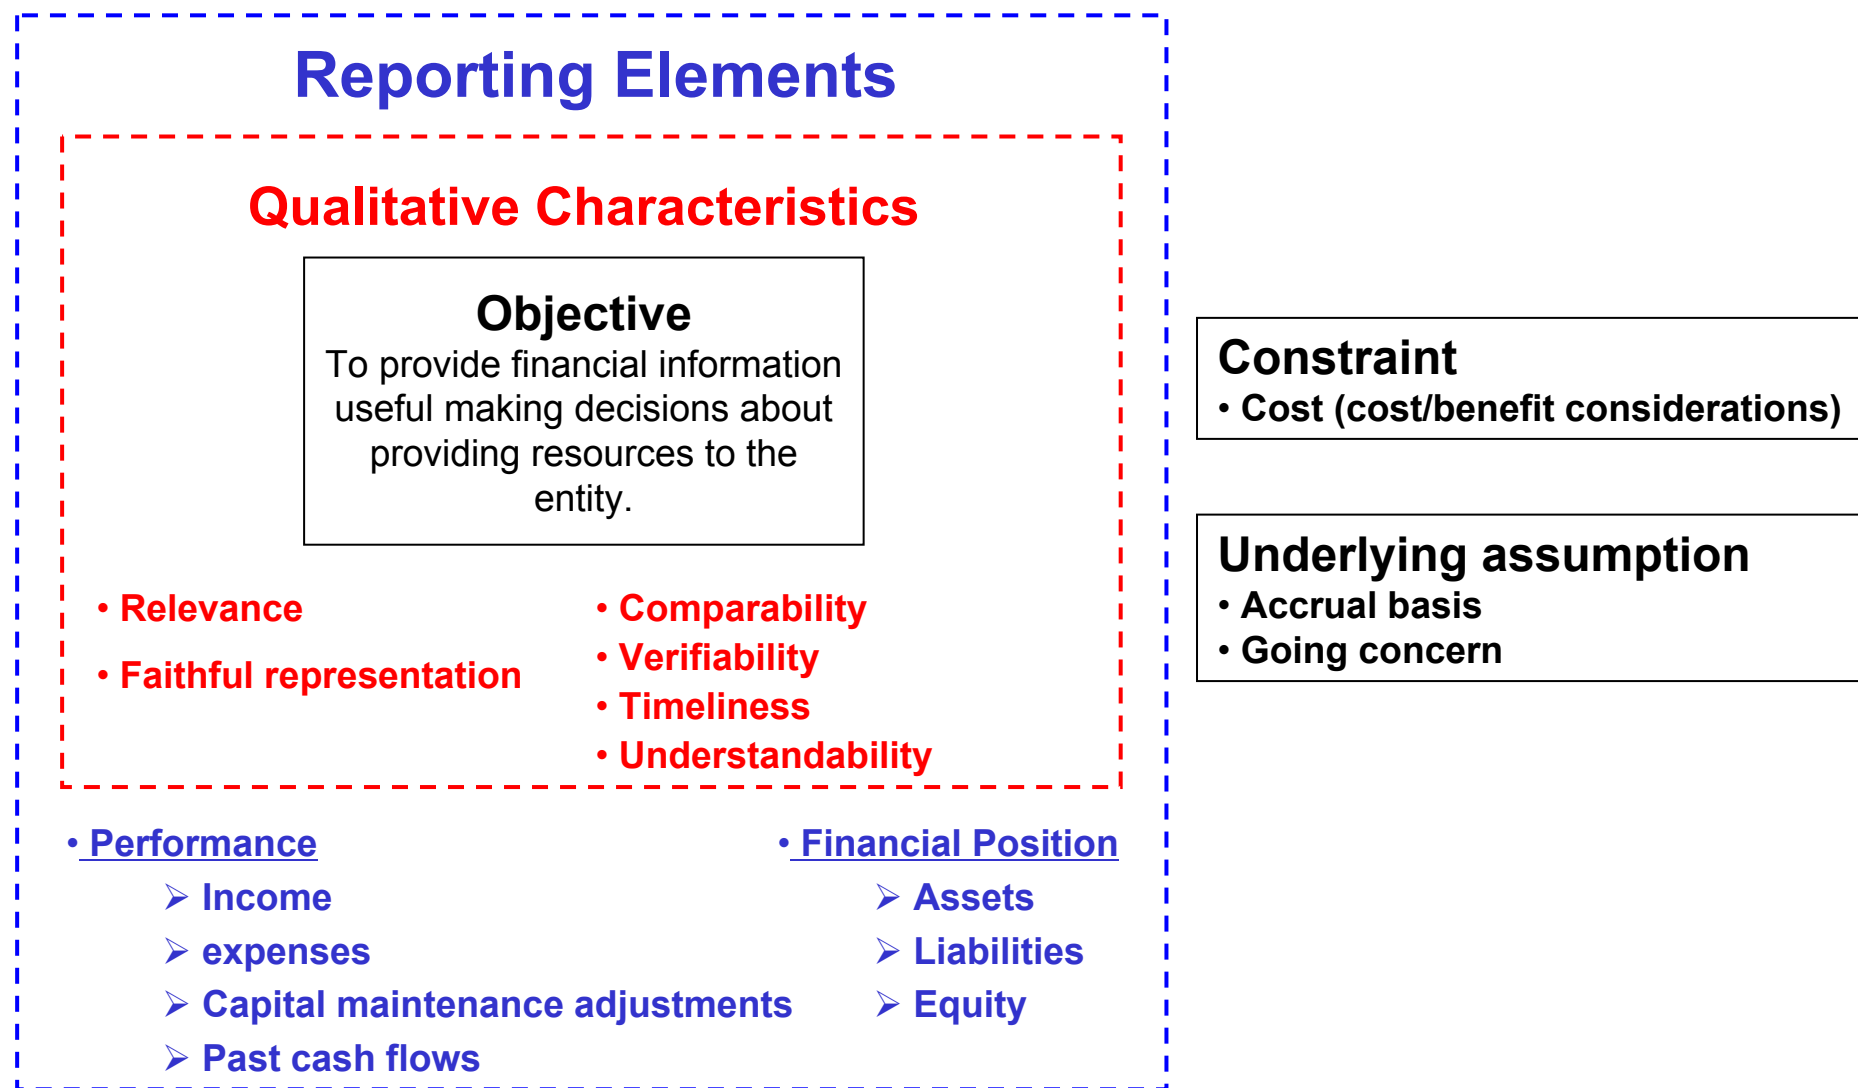 Reporting Elements
Qualitative Characteristics
Objective
To provide financial information
useful making decisions about
providing resources to the
entity.
• Relevance
• Faithful representation
• Comparability
• Verifiability
• Timeliness
• Understandability
• Performance
➢ Income
➢ expenses
➢ Capital maintenance adjustments
➢ Past cash flows
• Financial Position
➢ Assets
➢ Liabilities
➢ Equity
Constraint
• Cost (cost/benefit considerations)
Underlying assumption
• Accrual basis
• Going concern